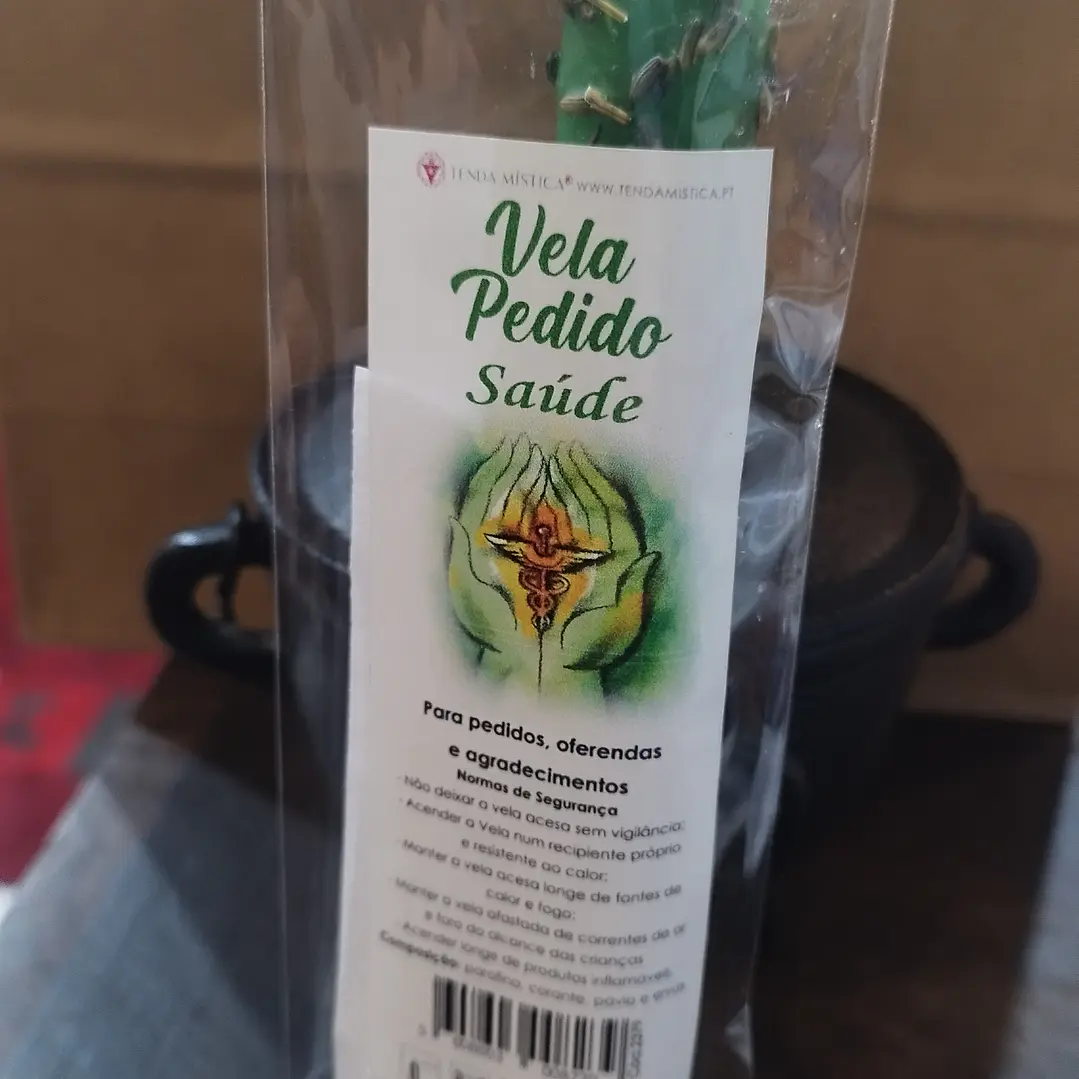 TENDA MÍSTICA® WWW.TENDAMISTICA.PT
Vela
Pedido
Saúde
Para pedidos, oferendas
e agradecimentos
Normas de Segurança
- Não deixar a vela acesa sem vigilância;
- Acender a Vela num recipiente próprio
e resistente ao calor;
- Manter a vela acesa longe de fontes de
calor e fogo;
- Manter a vela afastada de correntes de ar
e fora do alcance das crianças
- Acender longe de produtos inflamáveis.
Composição: parafina, corante, pavio e